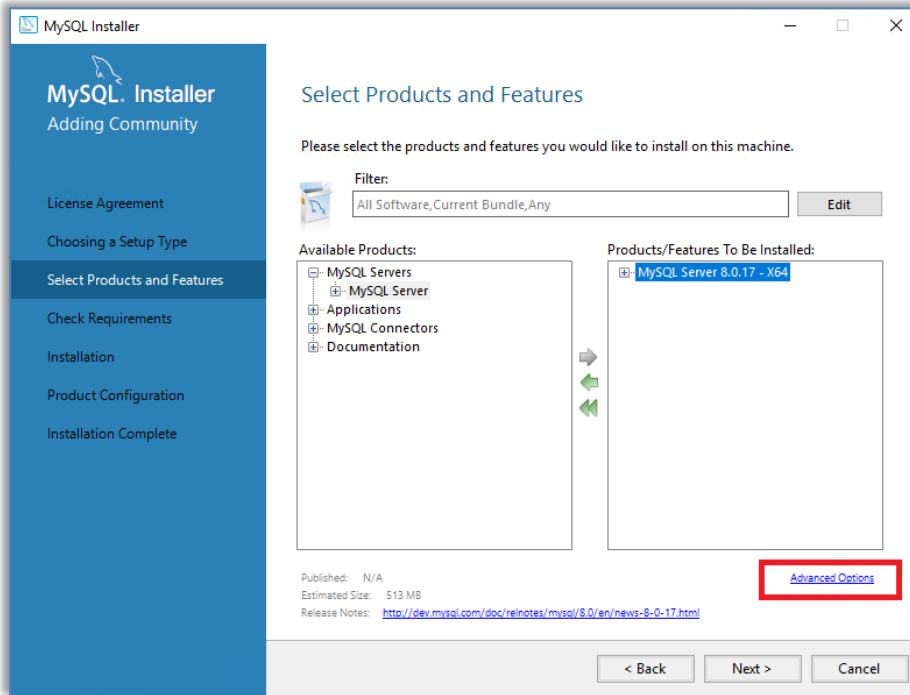 MySQL Installer
MySQL. Installer
Adding Community
License Agreement
Choosing a Setup Type
Select Products and Features
Check Requirements
Installation
Product Configuration
Installation Complete
Select Products and Features
Please select the products and features you would like to install on this machine.
Filter:
All Software,Current Bundle,Any
Edit
Available Products:
MySQL Servers
MySQL Server
Applications
MySQL Connectors
Documentation
Products/Features To Be Installed:
MySQL Server 8.0.17 - X64
Published: N/A
Estimated Size: 513 MB
Release Notes: http://dev.mysql.com/doc/relnotes/mysql/8.0/en/news-8-0-17.html
Advanced Options
< Back
Next >
Cancel